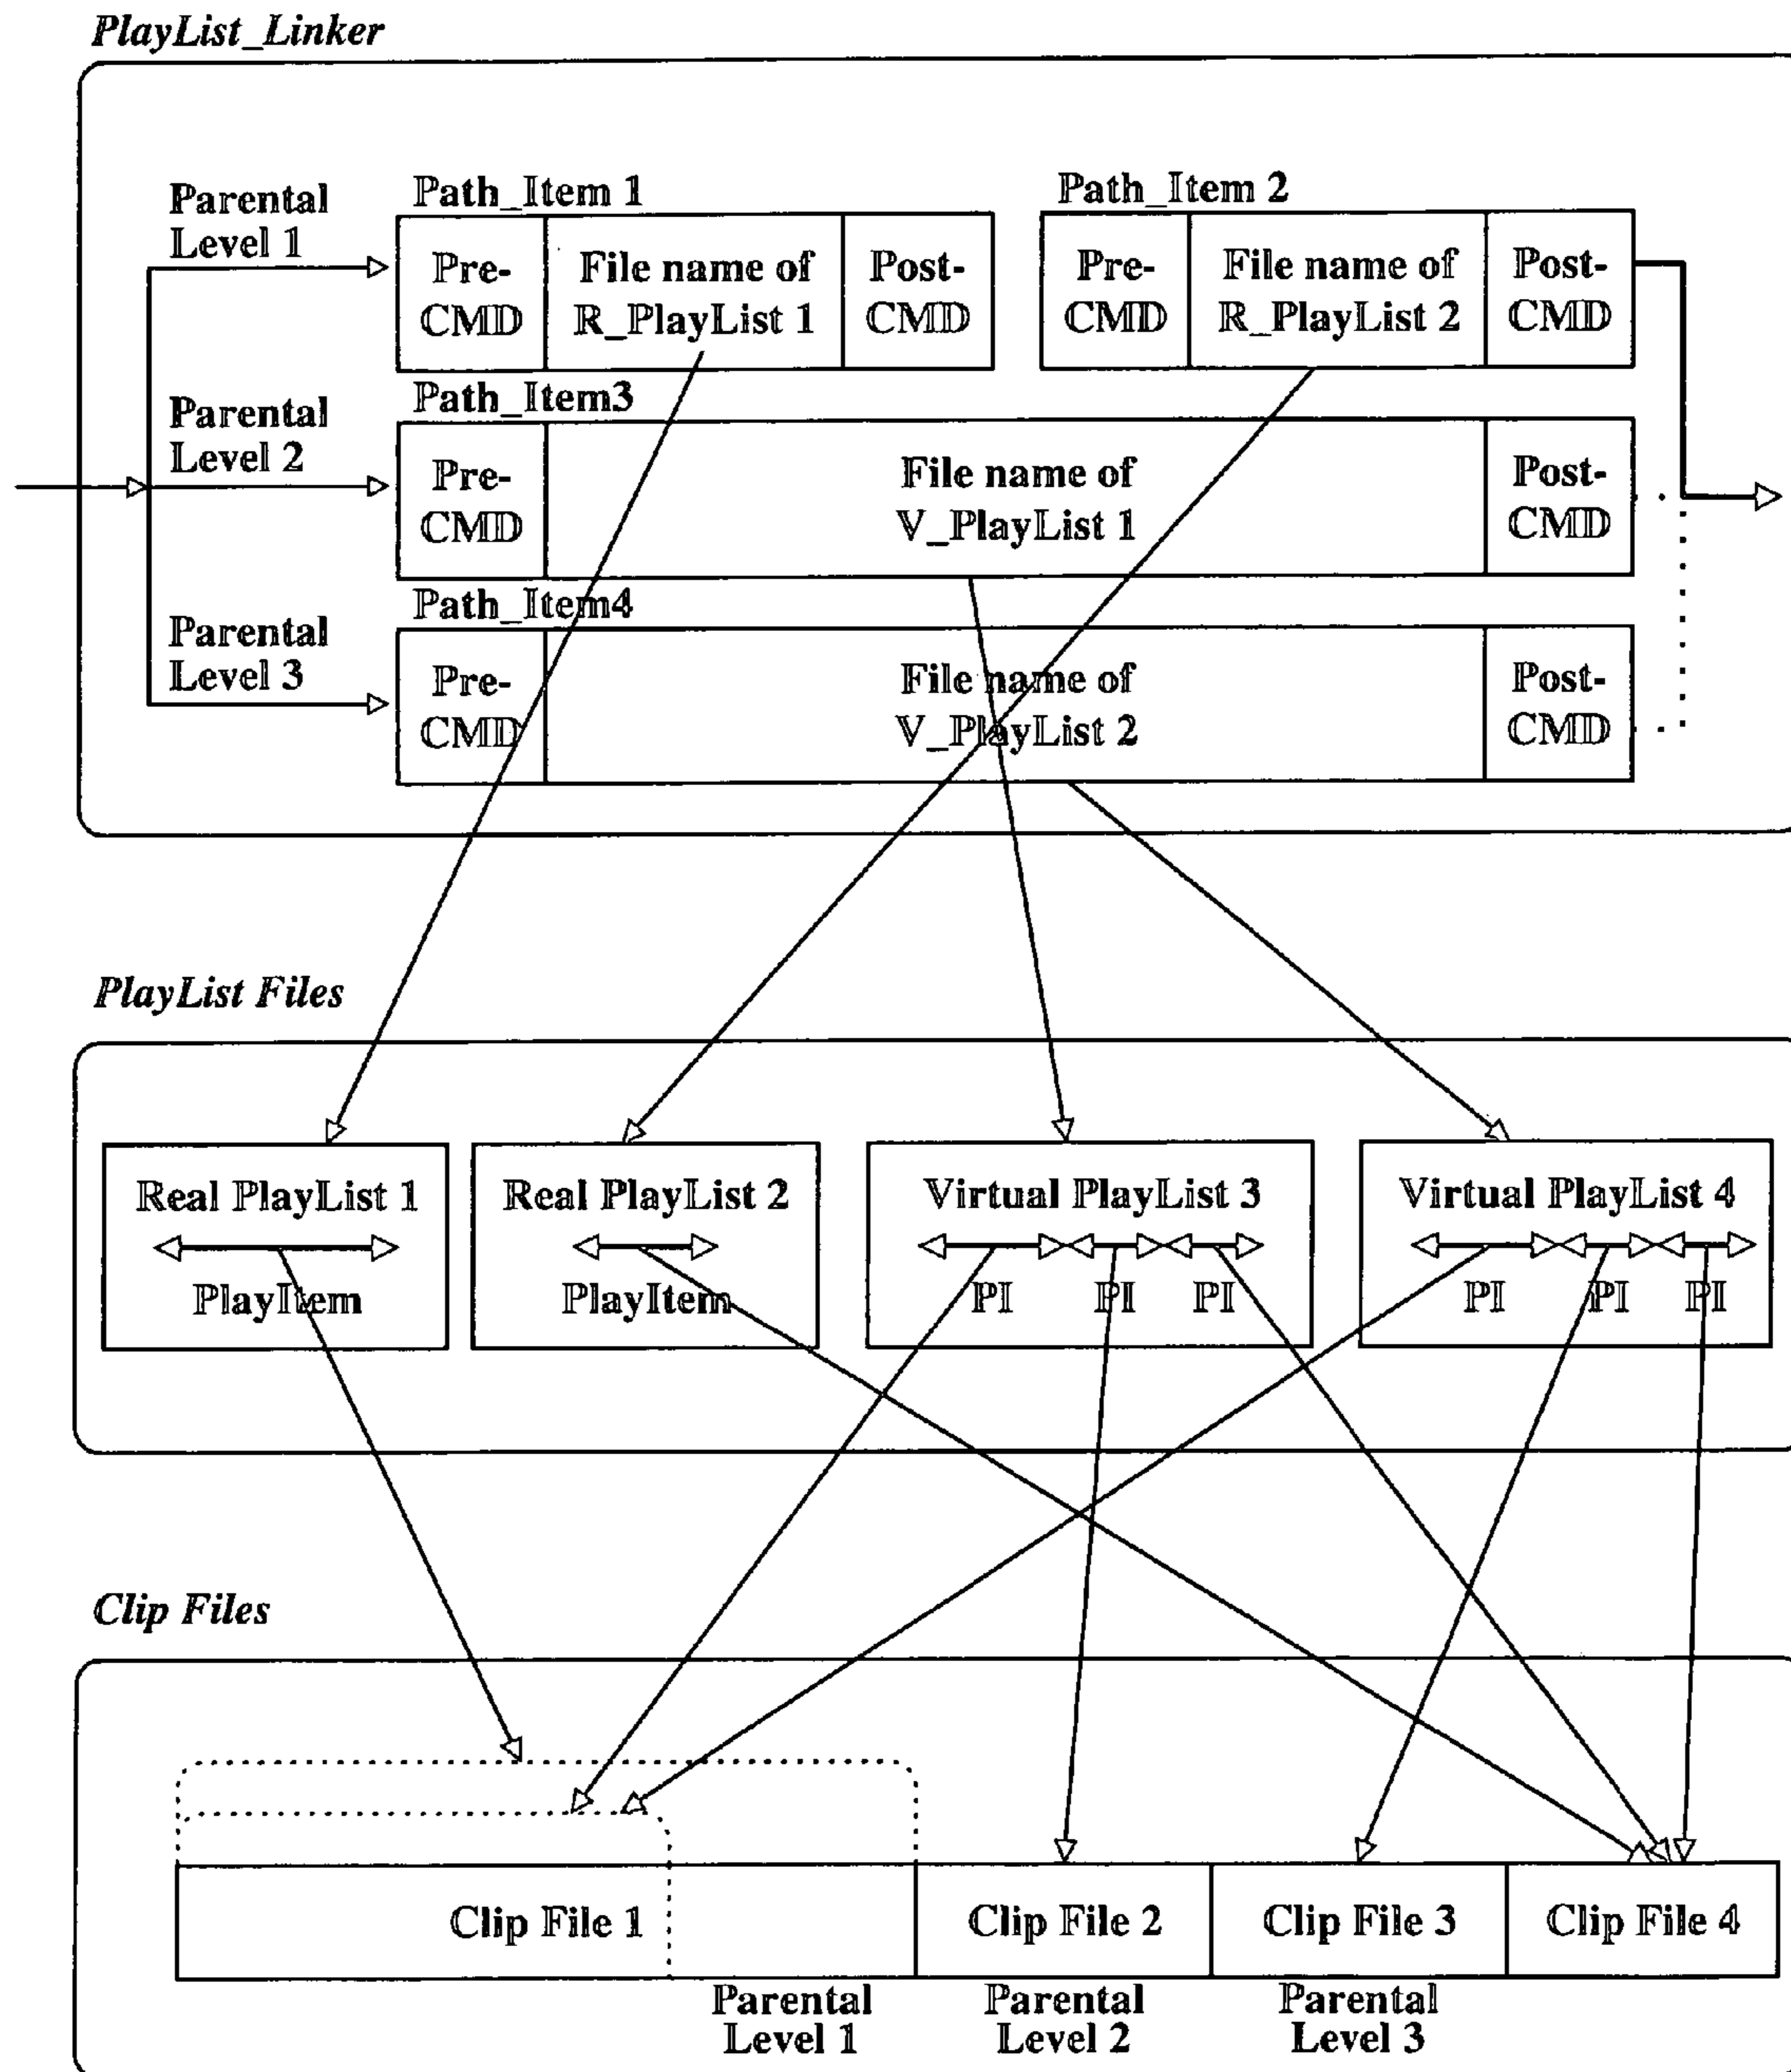 PlayList_Linker
Parental
Level 1
Path_Item 1
Pre-
CMD
File name of
R_PlayList 1
Post-
CMD
Path_Item 2
Pre-
CMD
File name of
R_PlayList 2
Post-
CMD
Parental
Level 2
Path_Item3
Pre-
CMD
File name of
V_PlayList 1
Post-
CMD
Parental
Level 3
Path_Item4
Pre-
CMD
File name of
V_PlayList 2
Post-
CMD
PlayList Files
Real PlayList 1
PlayItem
Real PlayList 2
PlayItem
Virtual PlayList 3
PI PI PI
Virtual PlayList 4
PI PI PI
Clip Files
Clip File 1
Clip File 2
Clip File 3
Clip File 4
Parental
Level 1
Parental
Level 2
Parental
Level 3